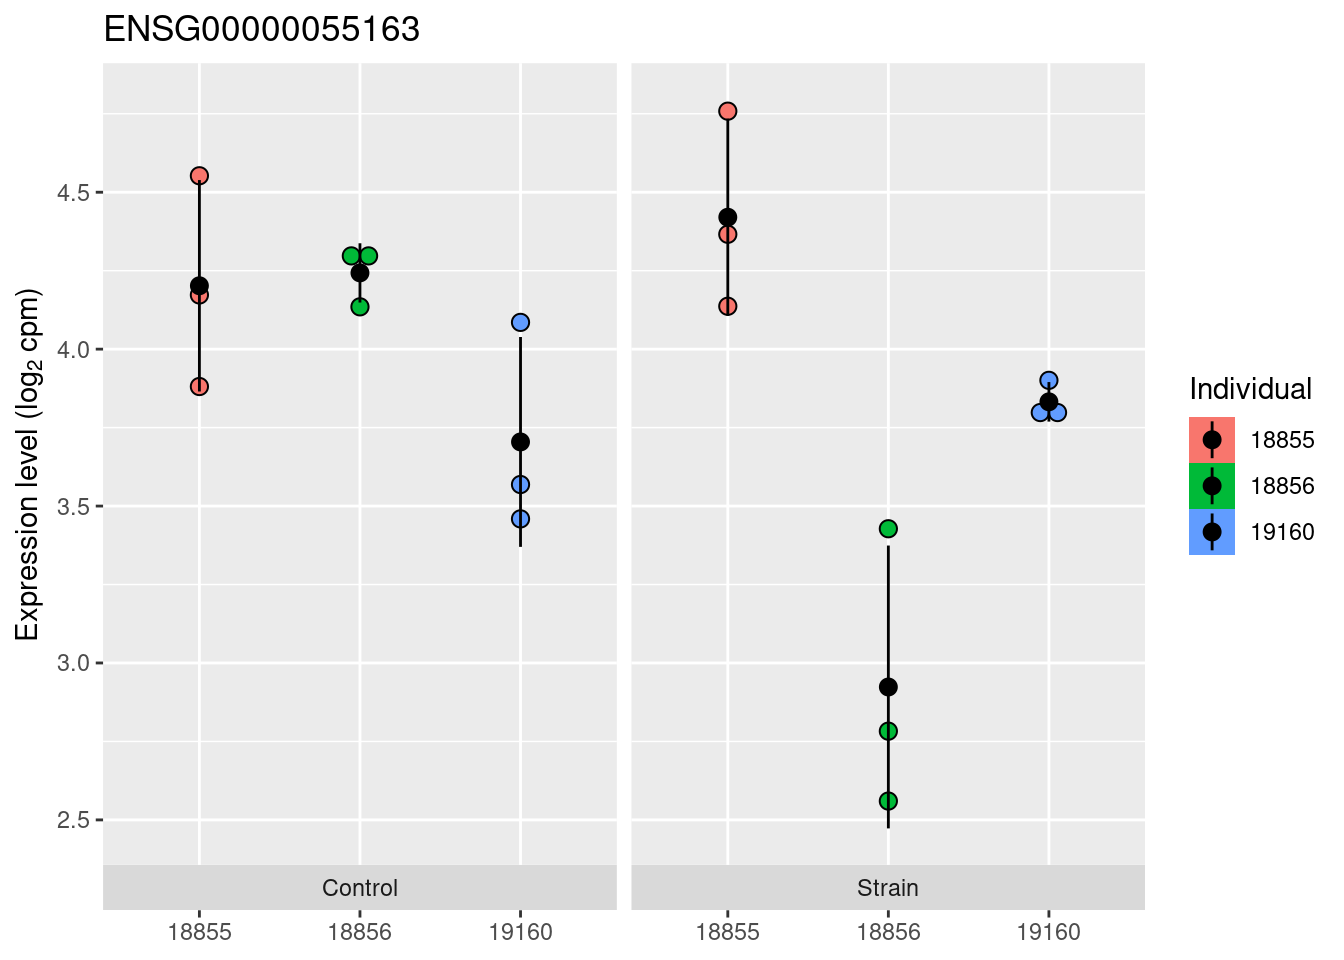 ENSG00000055163
Expression level (log2 cpm)
4.5
4.0
3.5
3.0
2.5
Control
Strain
18855
18856
19160
18855
18856
19160
Individual
18855
18856
19160